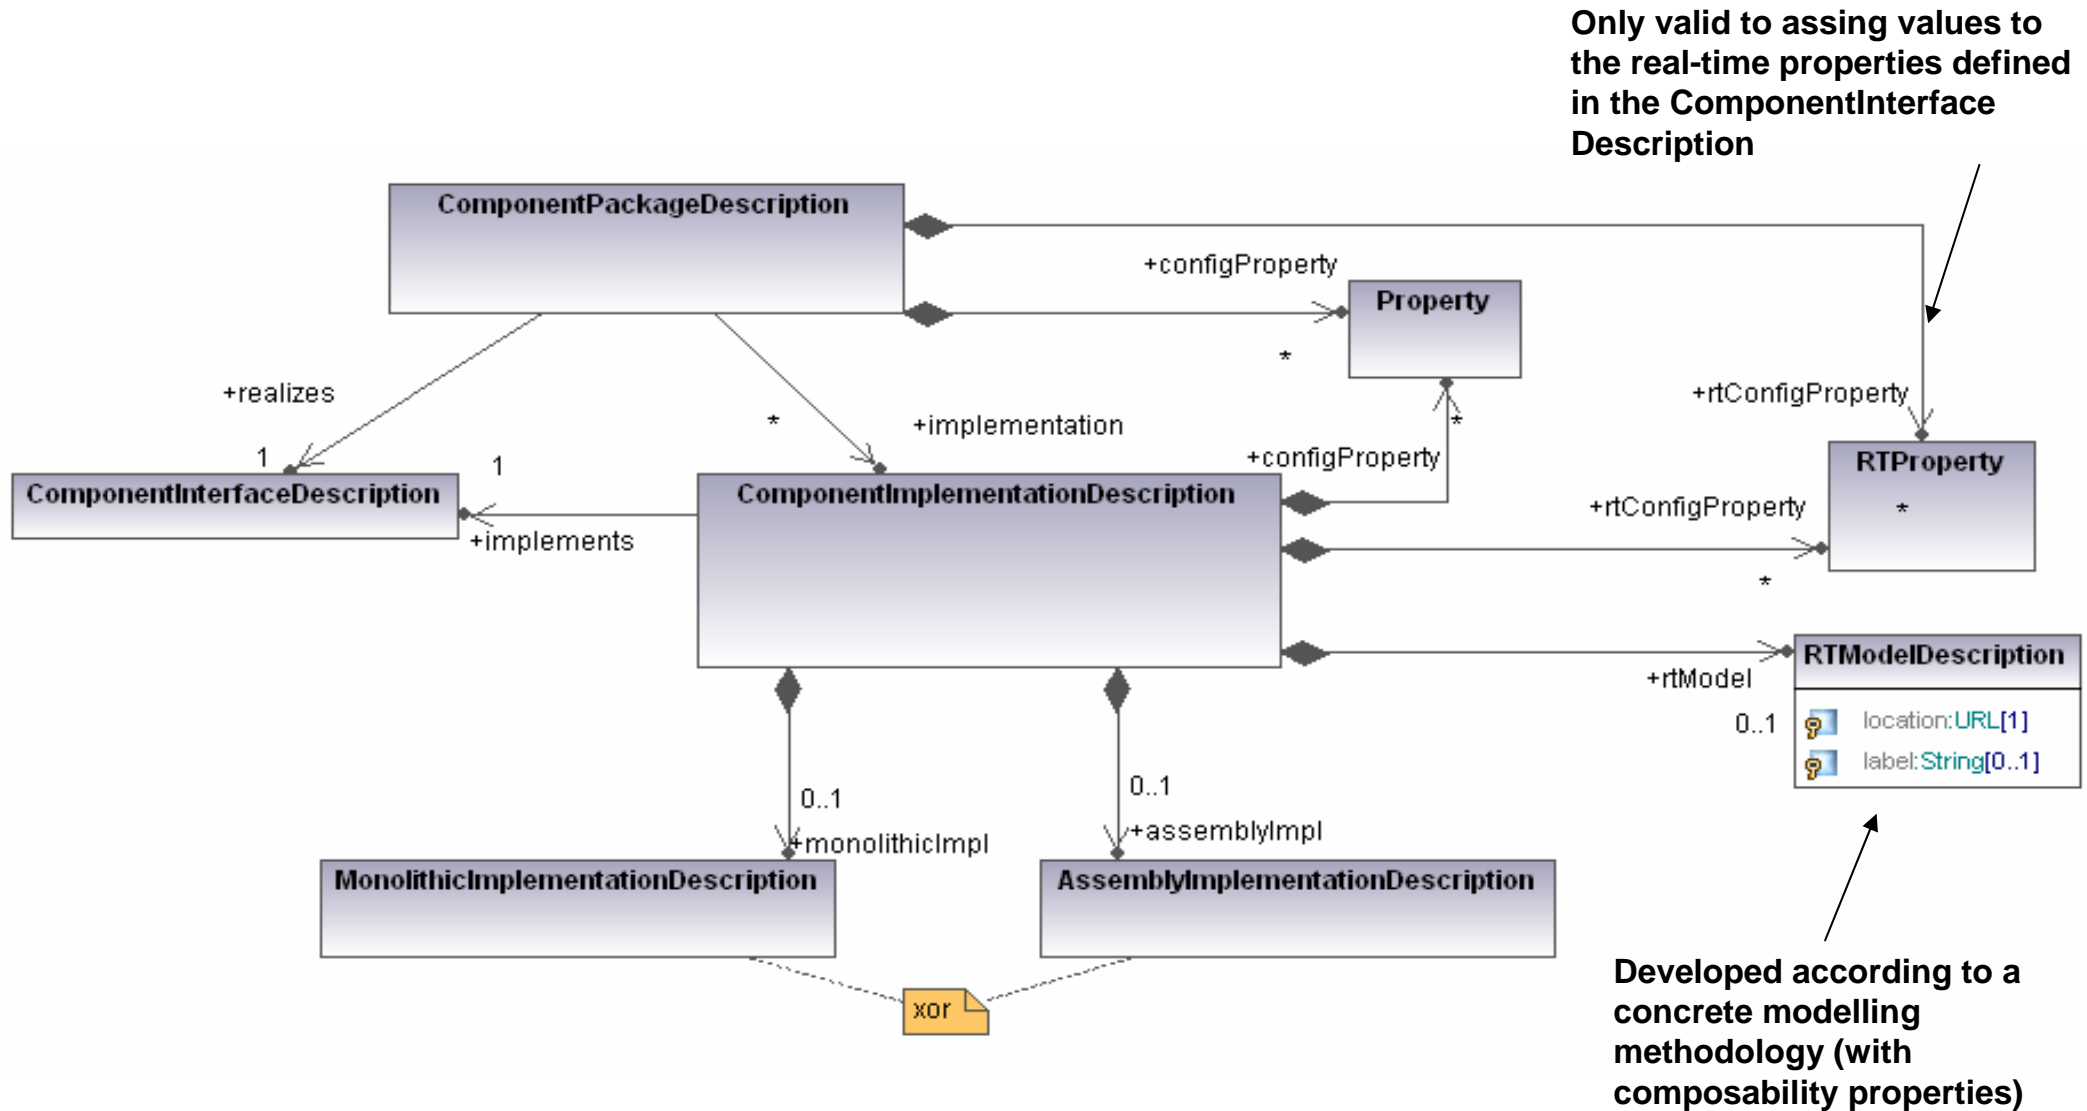 Only valid to assing values to
the real-time properties defined
in the ComponentInterface
Description
ComponentPackageDescription
+configProperty
Property
*
+realizes
*
+implementation
*
+rtConfigProperty
1
1
+configProperty
RTProperty
*
ComponentInterfaceDescription
ComponentImplementationDescription
+rtConfigProperty
+implements
*
RTModelDescription
+rtModel
0..1
location:URL[1]
label:String[0..1]
0..1
0..1
+monolithicImpl
+assemblyImpl
MonolithicImplementationDescription
AssemblyImplementationDescription
xor
Developed according to a
concrete modelling
methodology (with
composability properties)